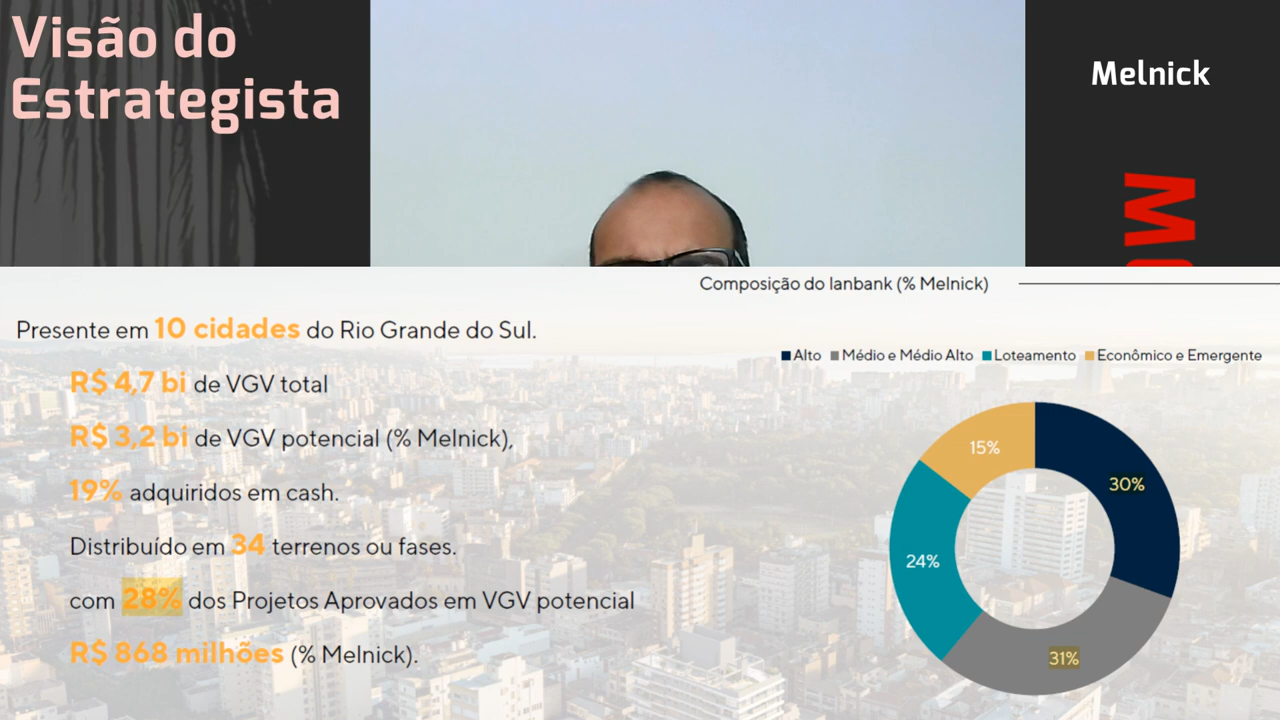 Visão do
Estrategista
Melnick
M
Composição do lanbank (% Melnick)
Presente em 10 cidades do Rio Grande do Sul.
R$ 4,7 bi de VGV total
R$ 3,2 bi de VGV potencial (% Melnick),
19% adquiridos em cash.
Distribuído em 34 terrenos ou fases.
com 28% dos Projetos Aprovados em VGV potencial
R$ 868 milhões (% Melnick).
Alto Médio e Médio Alto Loteamento Econômico e Emergente
15%
30%
24%
31%